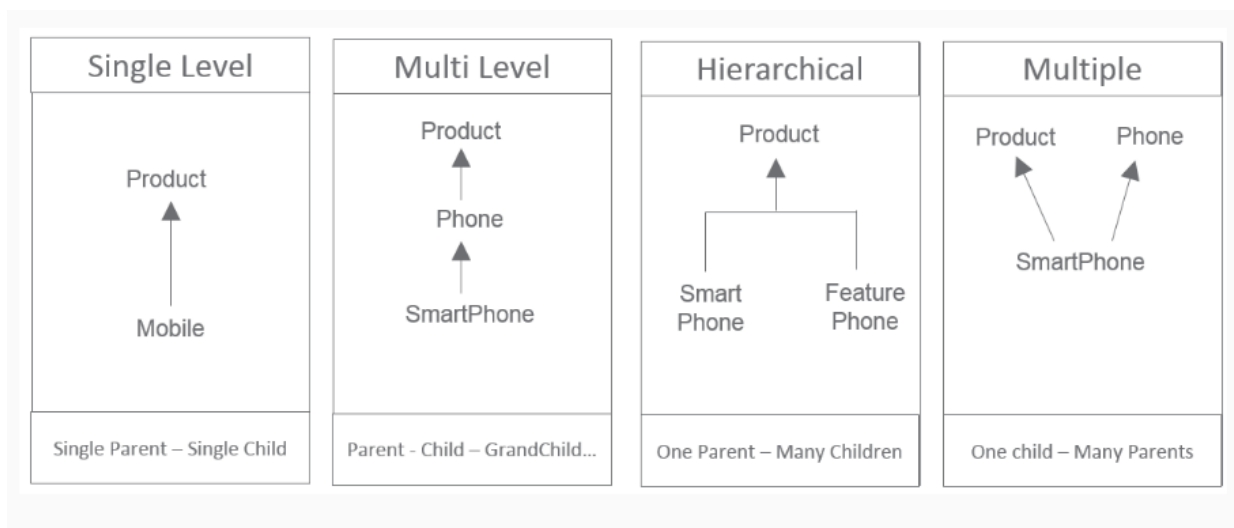 Single Level
Product
Mobile
Single Parent – Single Child
Multi Level
Product
Phone
SmartPhone
Parent - Child – GrandChild...
Hierarchical
Product
Smart
Phone
Feature
Phone
One Parent – Many Children
Multiple
Product Phone
SmartPhone
One child – Many Parents